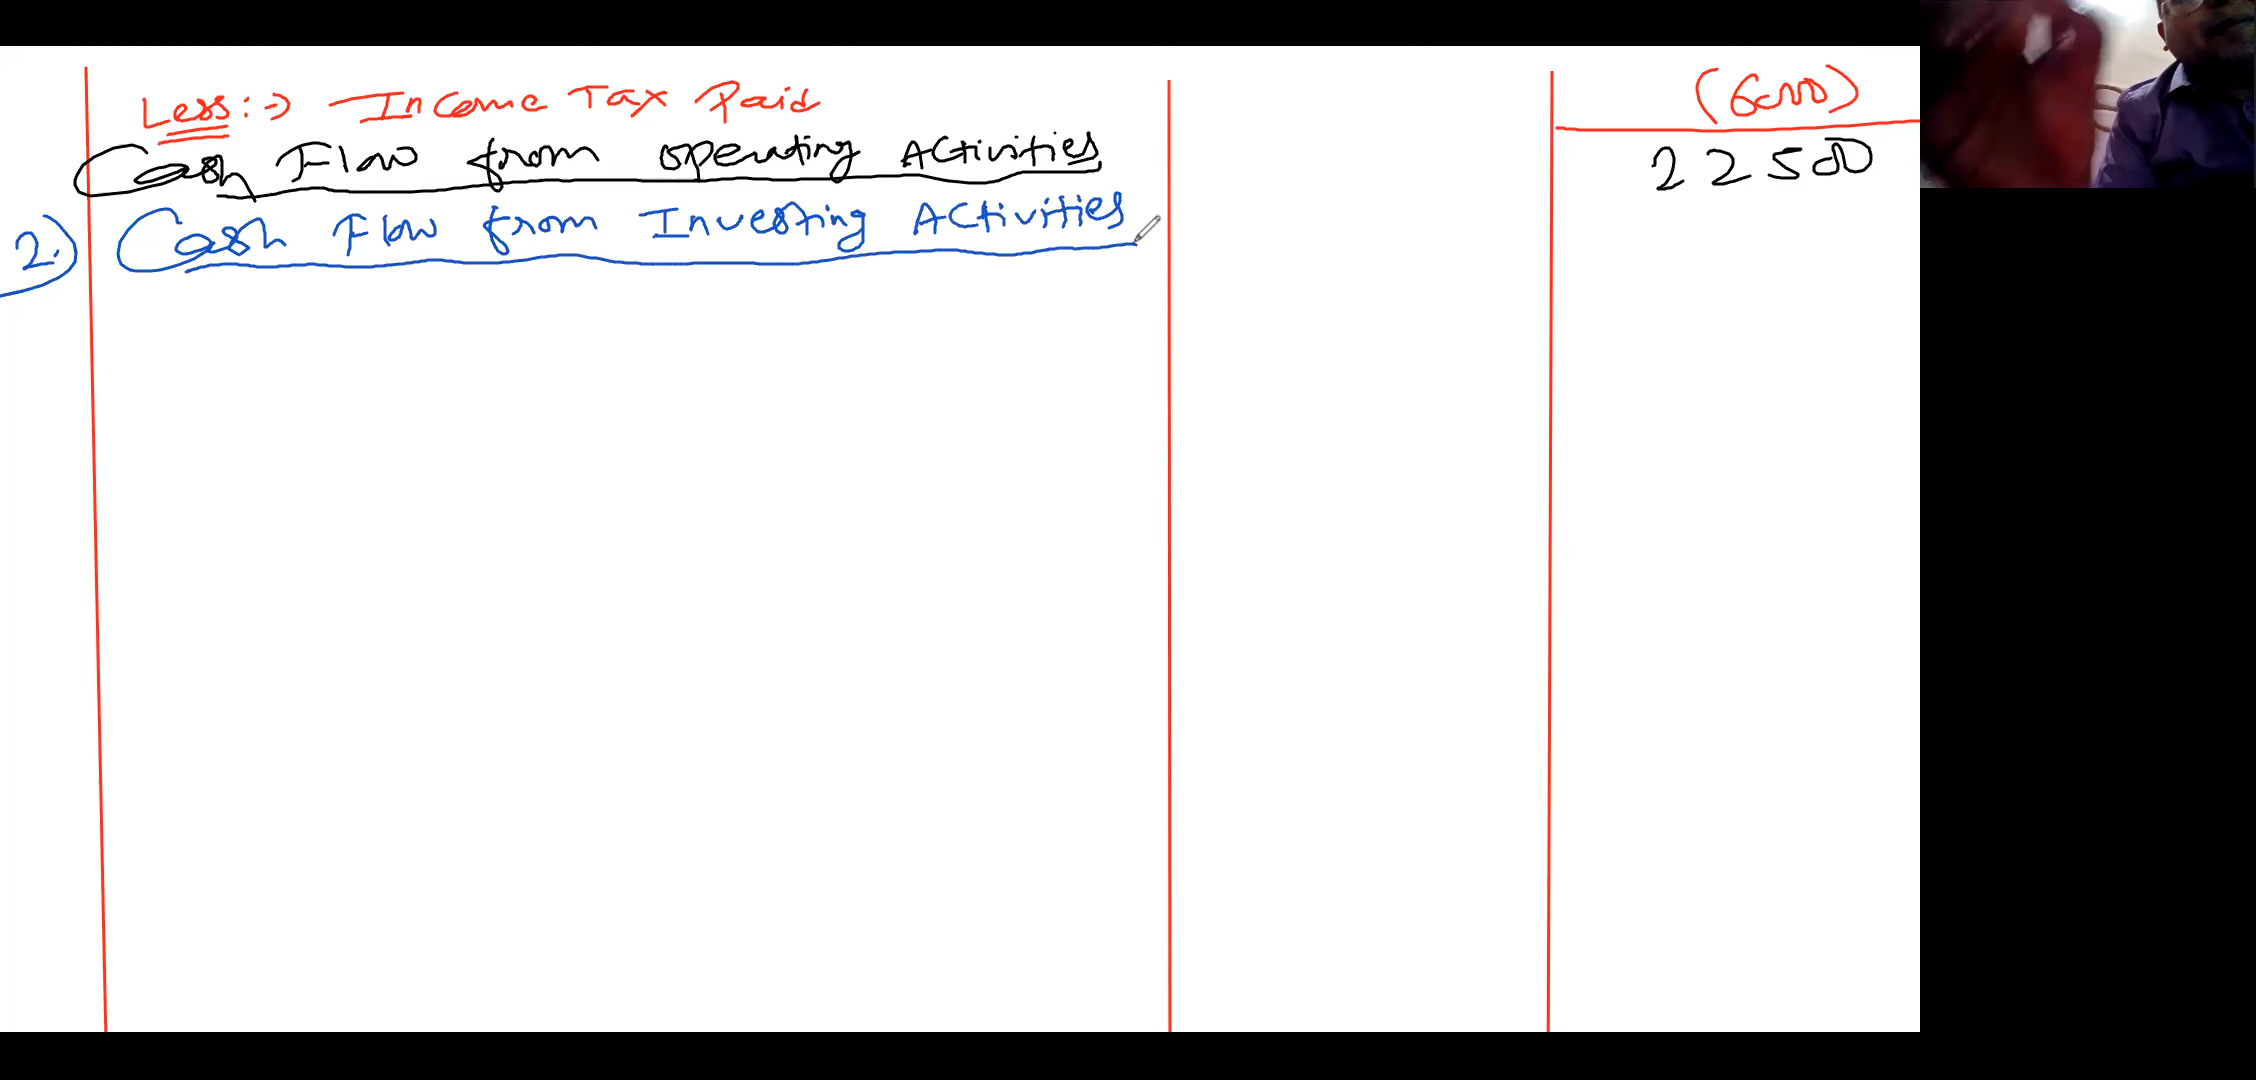 Less :→ Income Tax Paid (6000)
Cash Flow from operating Activities 22500
2.) Cash Flow from Investing Activities